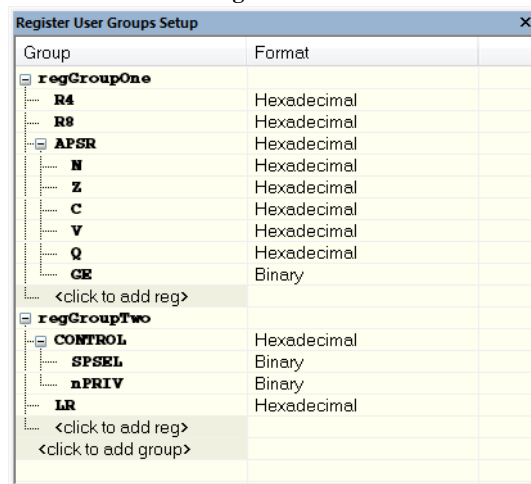 Register User Groups Setup
Group Format
regGroupOne
R4 Hexadecimal
R8 Hexadecimal
APSR Hexadecimal
N Hexadecimal
Z Hexadecimal
C Hexadecimal
V Hexadecimal
Q Hexadecimal
GE Binary
<click to add reg>
regGroupTwo
CONTROL Hexadecimal
SPSEL Binary
nPRIV Binary
LR Hexadecimal
<click to add reg>
<click to add group>